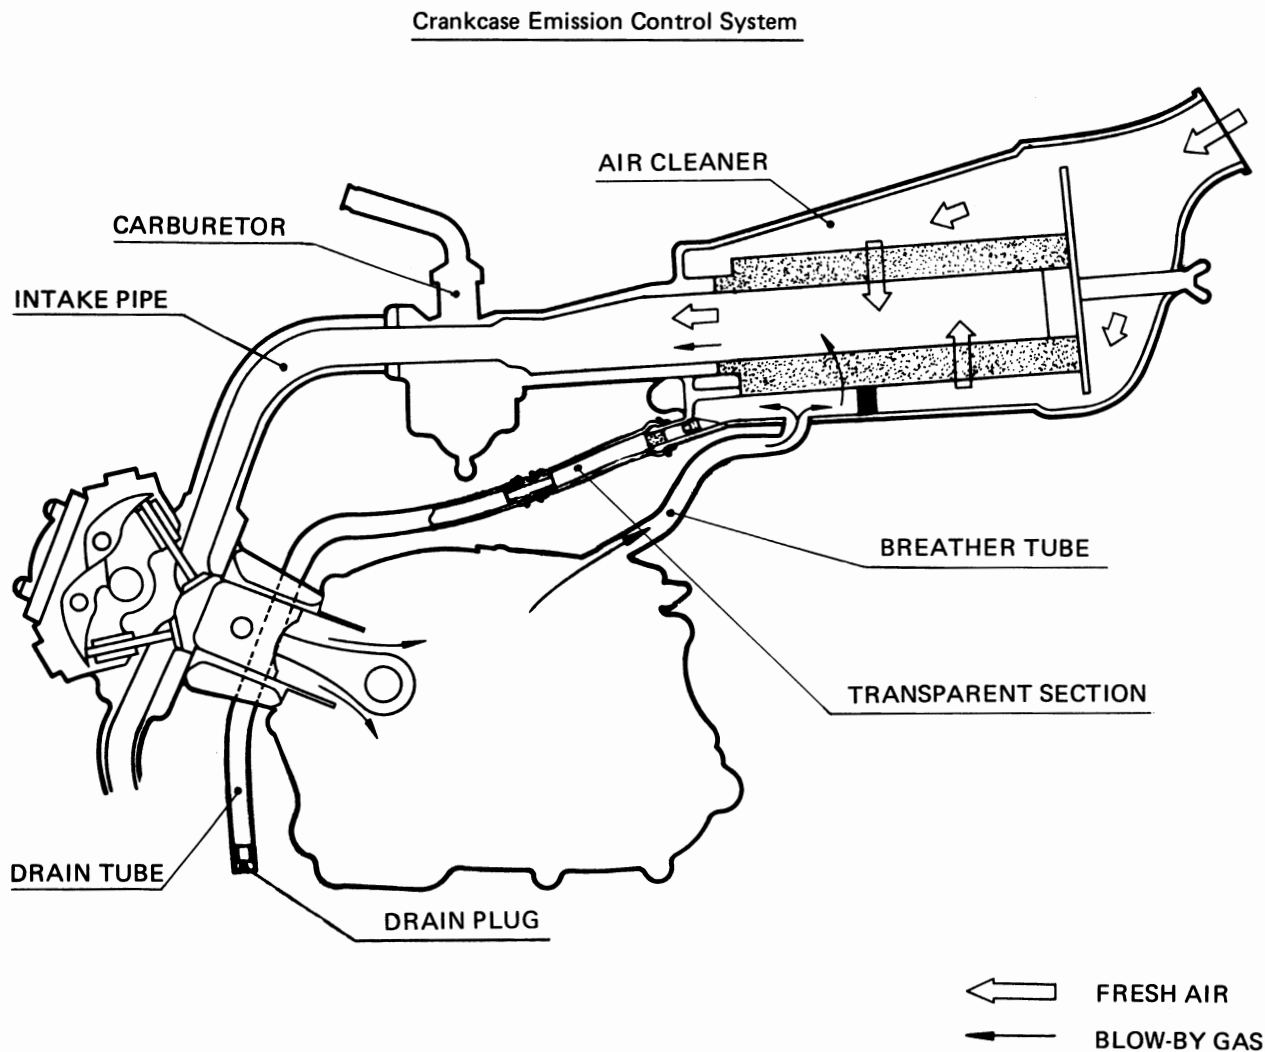 Crankcase Emission Control System
AIR CLEANER
CARBURETOR
INTAKE PIPE
BREATHER TUBE
TRANSPARENT SECTION
DRAIN TUBE
DRAIN PLUG
FRESH AIR
BLOW-BY GAS